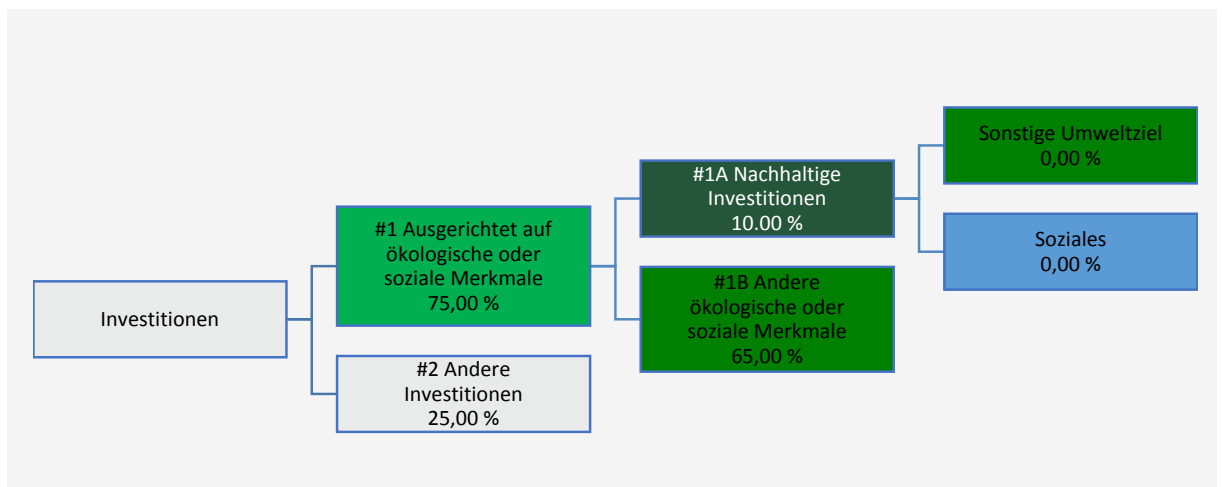 Investitionen
#1 Ausgerichtet auf
ökologische oder
soziale Merkmale
75,00 %
#2 Andere
Investitionen
25,00 %
#1A Nachhaltige
Investitionen
10.00 %
#1B Andere
ökologische oder
soziale Merkmale
65,00 %
Sonstige Umweltziel
0,00 %
Soziales
0,00 %